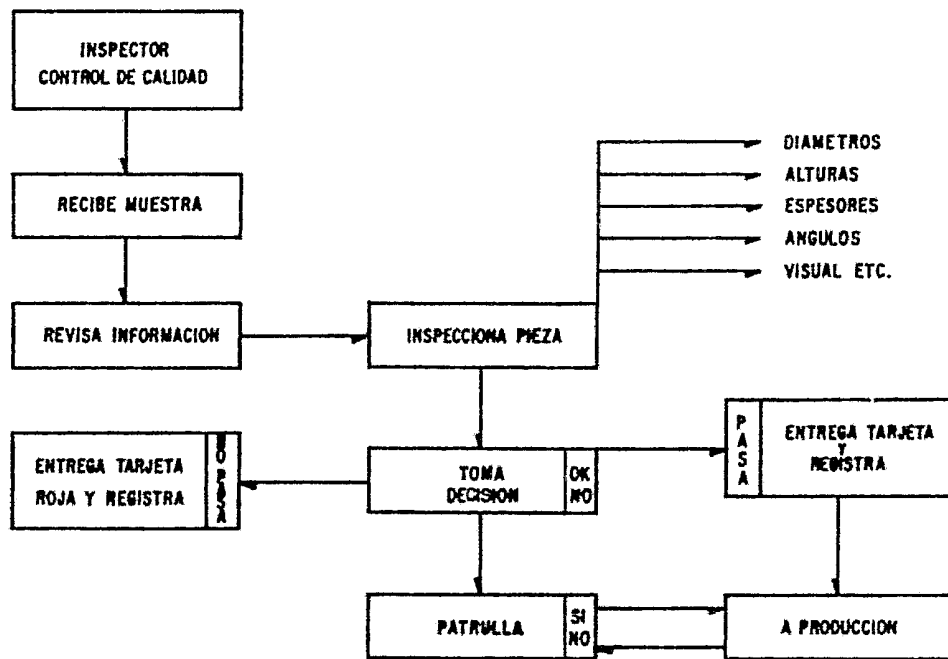 INSPECTOR
CONTROL DE CALIDAD
RECIBE MUESTRA
REVISA INFORMACION
INSPECCIONA PIEZA
DIAMETROS
ALTURAS
ESPESORES
ANGULOS
VISUAL ETC.
TOMA
DECISION
OK
NO
ENTREGA TARJETA
ROJA Y REGISTRA
NO PASA
PASA
ENTREGA TARJETA
Y
REGISTRA
PATRULLA
SI
NO
A PRODUCCION